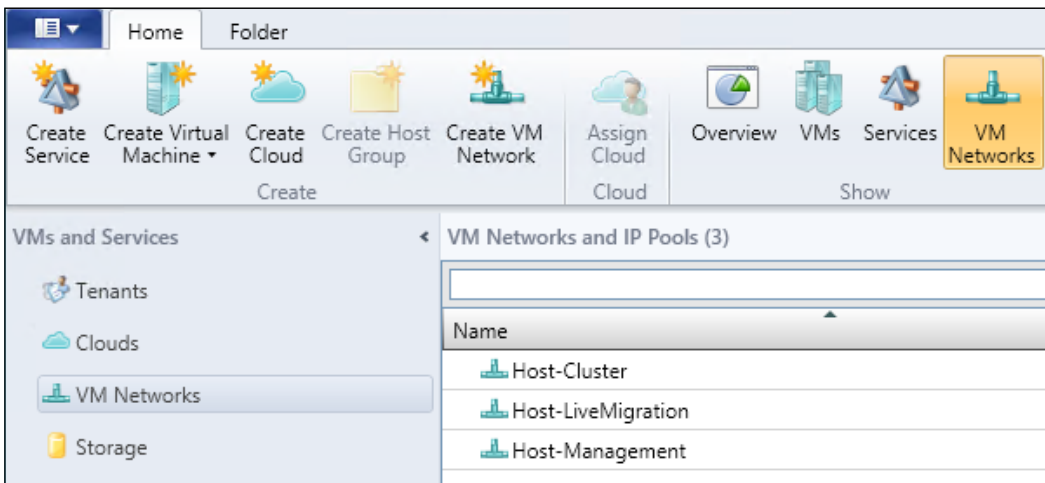 Home Folder
Create Service
Create Virtual Machine
Create Cloud
Create Host Group
Create VM Network
Assign Cloud
Overview
VMs
Services
VM Networks
Create
Cloud
Show
VMs and Services
VM Networks and IP Pools (3)
Tenants
Clouds
VM Networks
Storage
Name
Host-Cluster
Host-LiveMigration
Host-Management